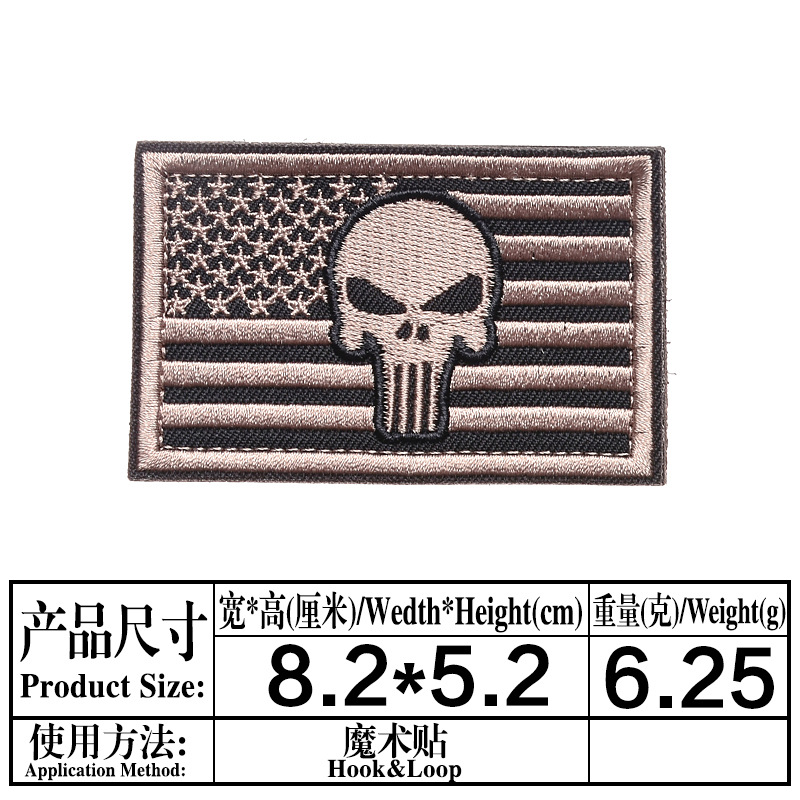 产品尺寸
Product Size:
宽*高(厘米)/Wedth*Height(cm)
重量(克)/Weight(g)
8.2*5.2
6.25
使用方法:
Application Method:
魔术贴
Hook&Loop